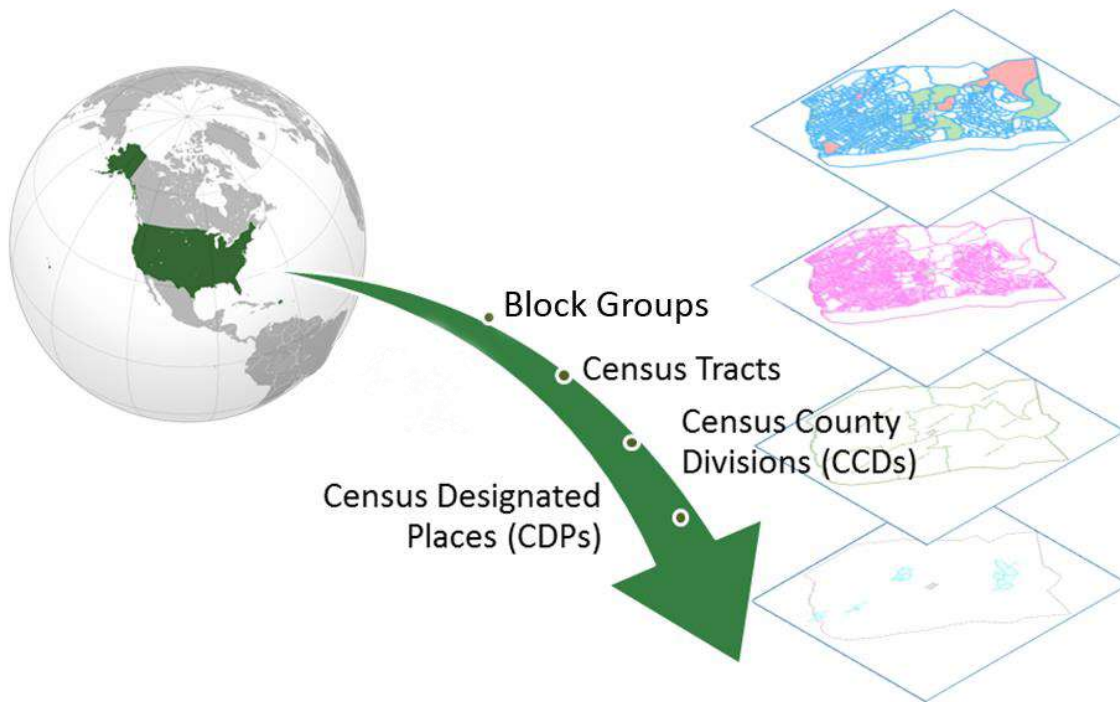 Block Groups
Census Tracts
Census County
Divisions (CCDs)
Census Designated
Places (CDPs)